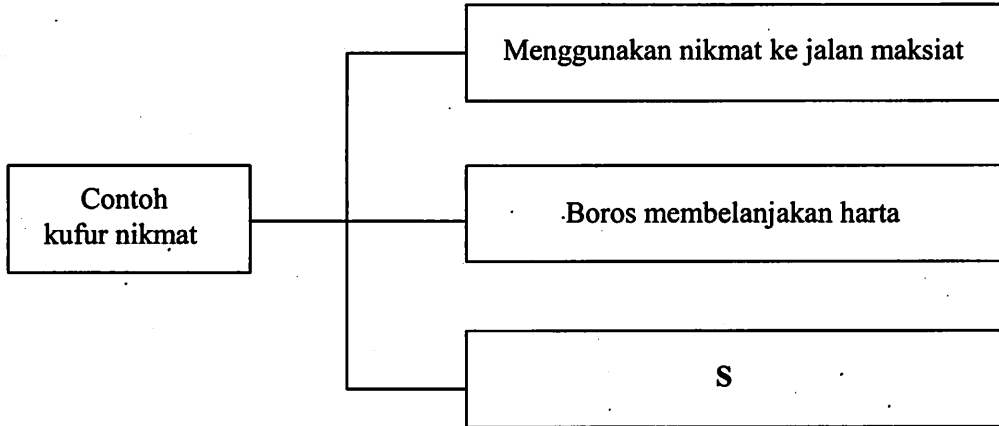 Menggunakan nikmat ke jalan maksiat
Contoh
kufur nikmat
Boros membelanjakan harta
S